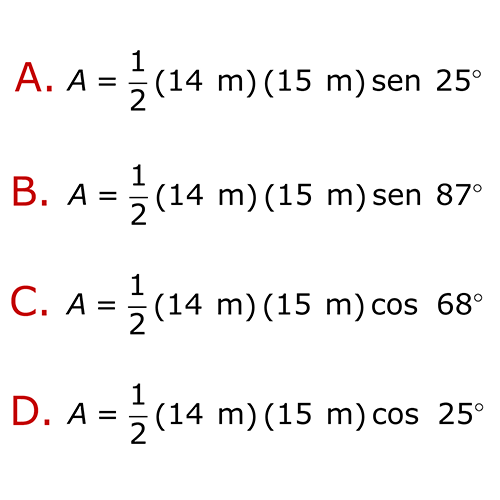 A. A = 1/2 (14 m)(15 m) sen 25°
B. A = 1/2 (14 m)(15 m) sen 87°
C. A = 1/2 (14 m)(15 m) cos 68°
D. A = 1/2 (14 m)(15 m) cos 25°